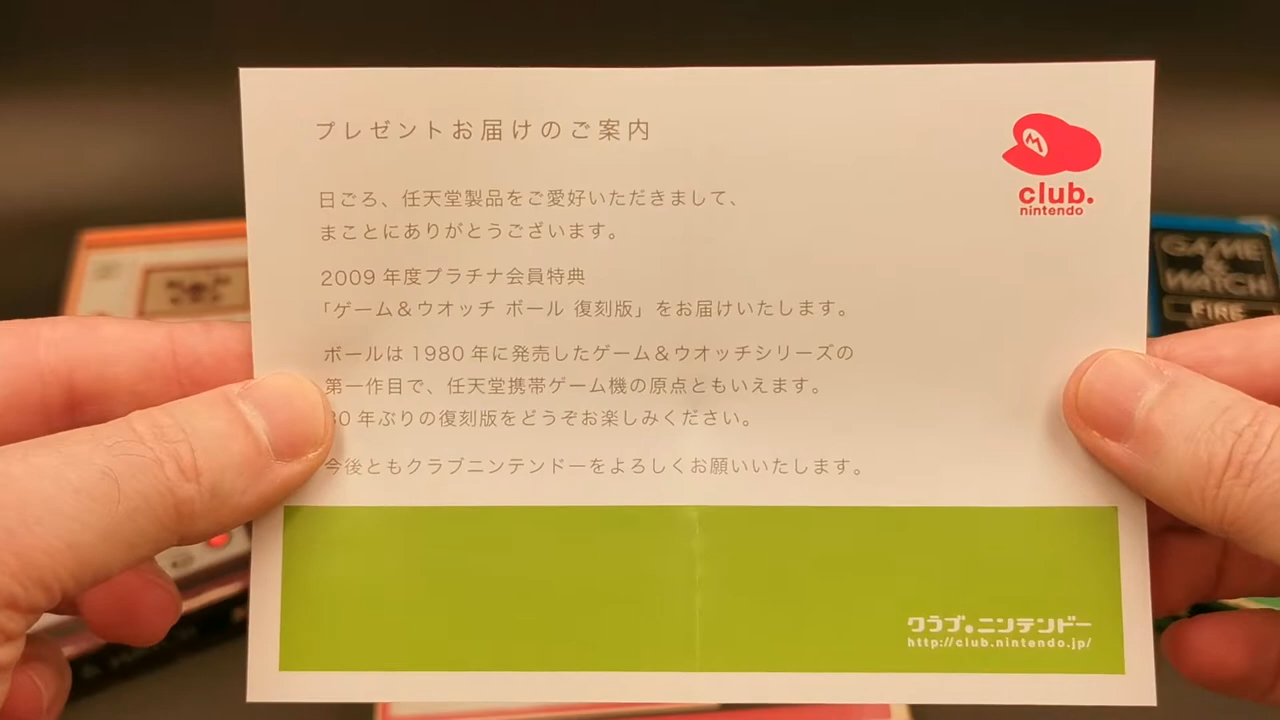 プレゼントお届けのご案内
日ごろ、任天堂製品をご愛好いただきまして、
まことにありがとうございます。
2009 年度プラチナ会員特典
「ゲーム&ウオッチ ボール 復刻版」をお届けいたします。
ボールは 1980 年に発売したゲーム&ウオッチシリーズの
第一作目で、任天堂携帯ゲーム機の原点ともいえます。
30 年ぶりの復刻版をどうぞお楽しみください。
今後ともクラブニンテンドーをよろしくお願いいたします。
M
club.
nintendo
クラブ。ニンテンドー
http://club.nintendo.jp/
GAME
&
WATCH
FIRE